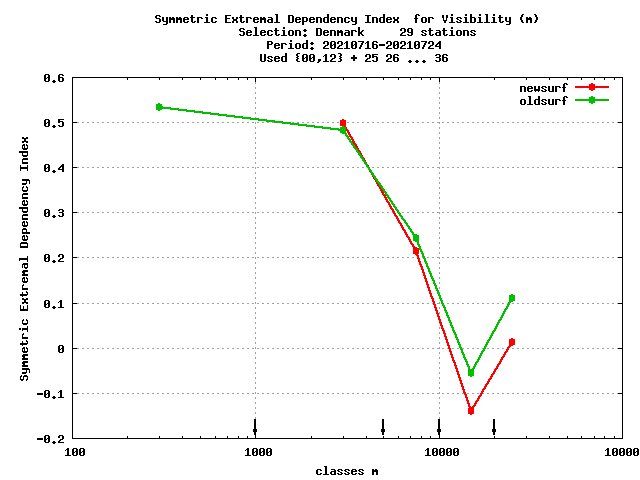 Symmetric Extremal Dependency Index  for Visibility (m)
Selection: Denmark     29 stations
Period: 20210716-20210724
Used {00,12} + 25 26 ... 36
newsurf
oldsurf
Symmetric Extremal Dependency Index
0.6
0.5
0.4
0.3
0.2
0.1
0
-0.1
-0.2
100
1000
10000
10000
classes m